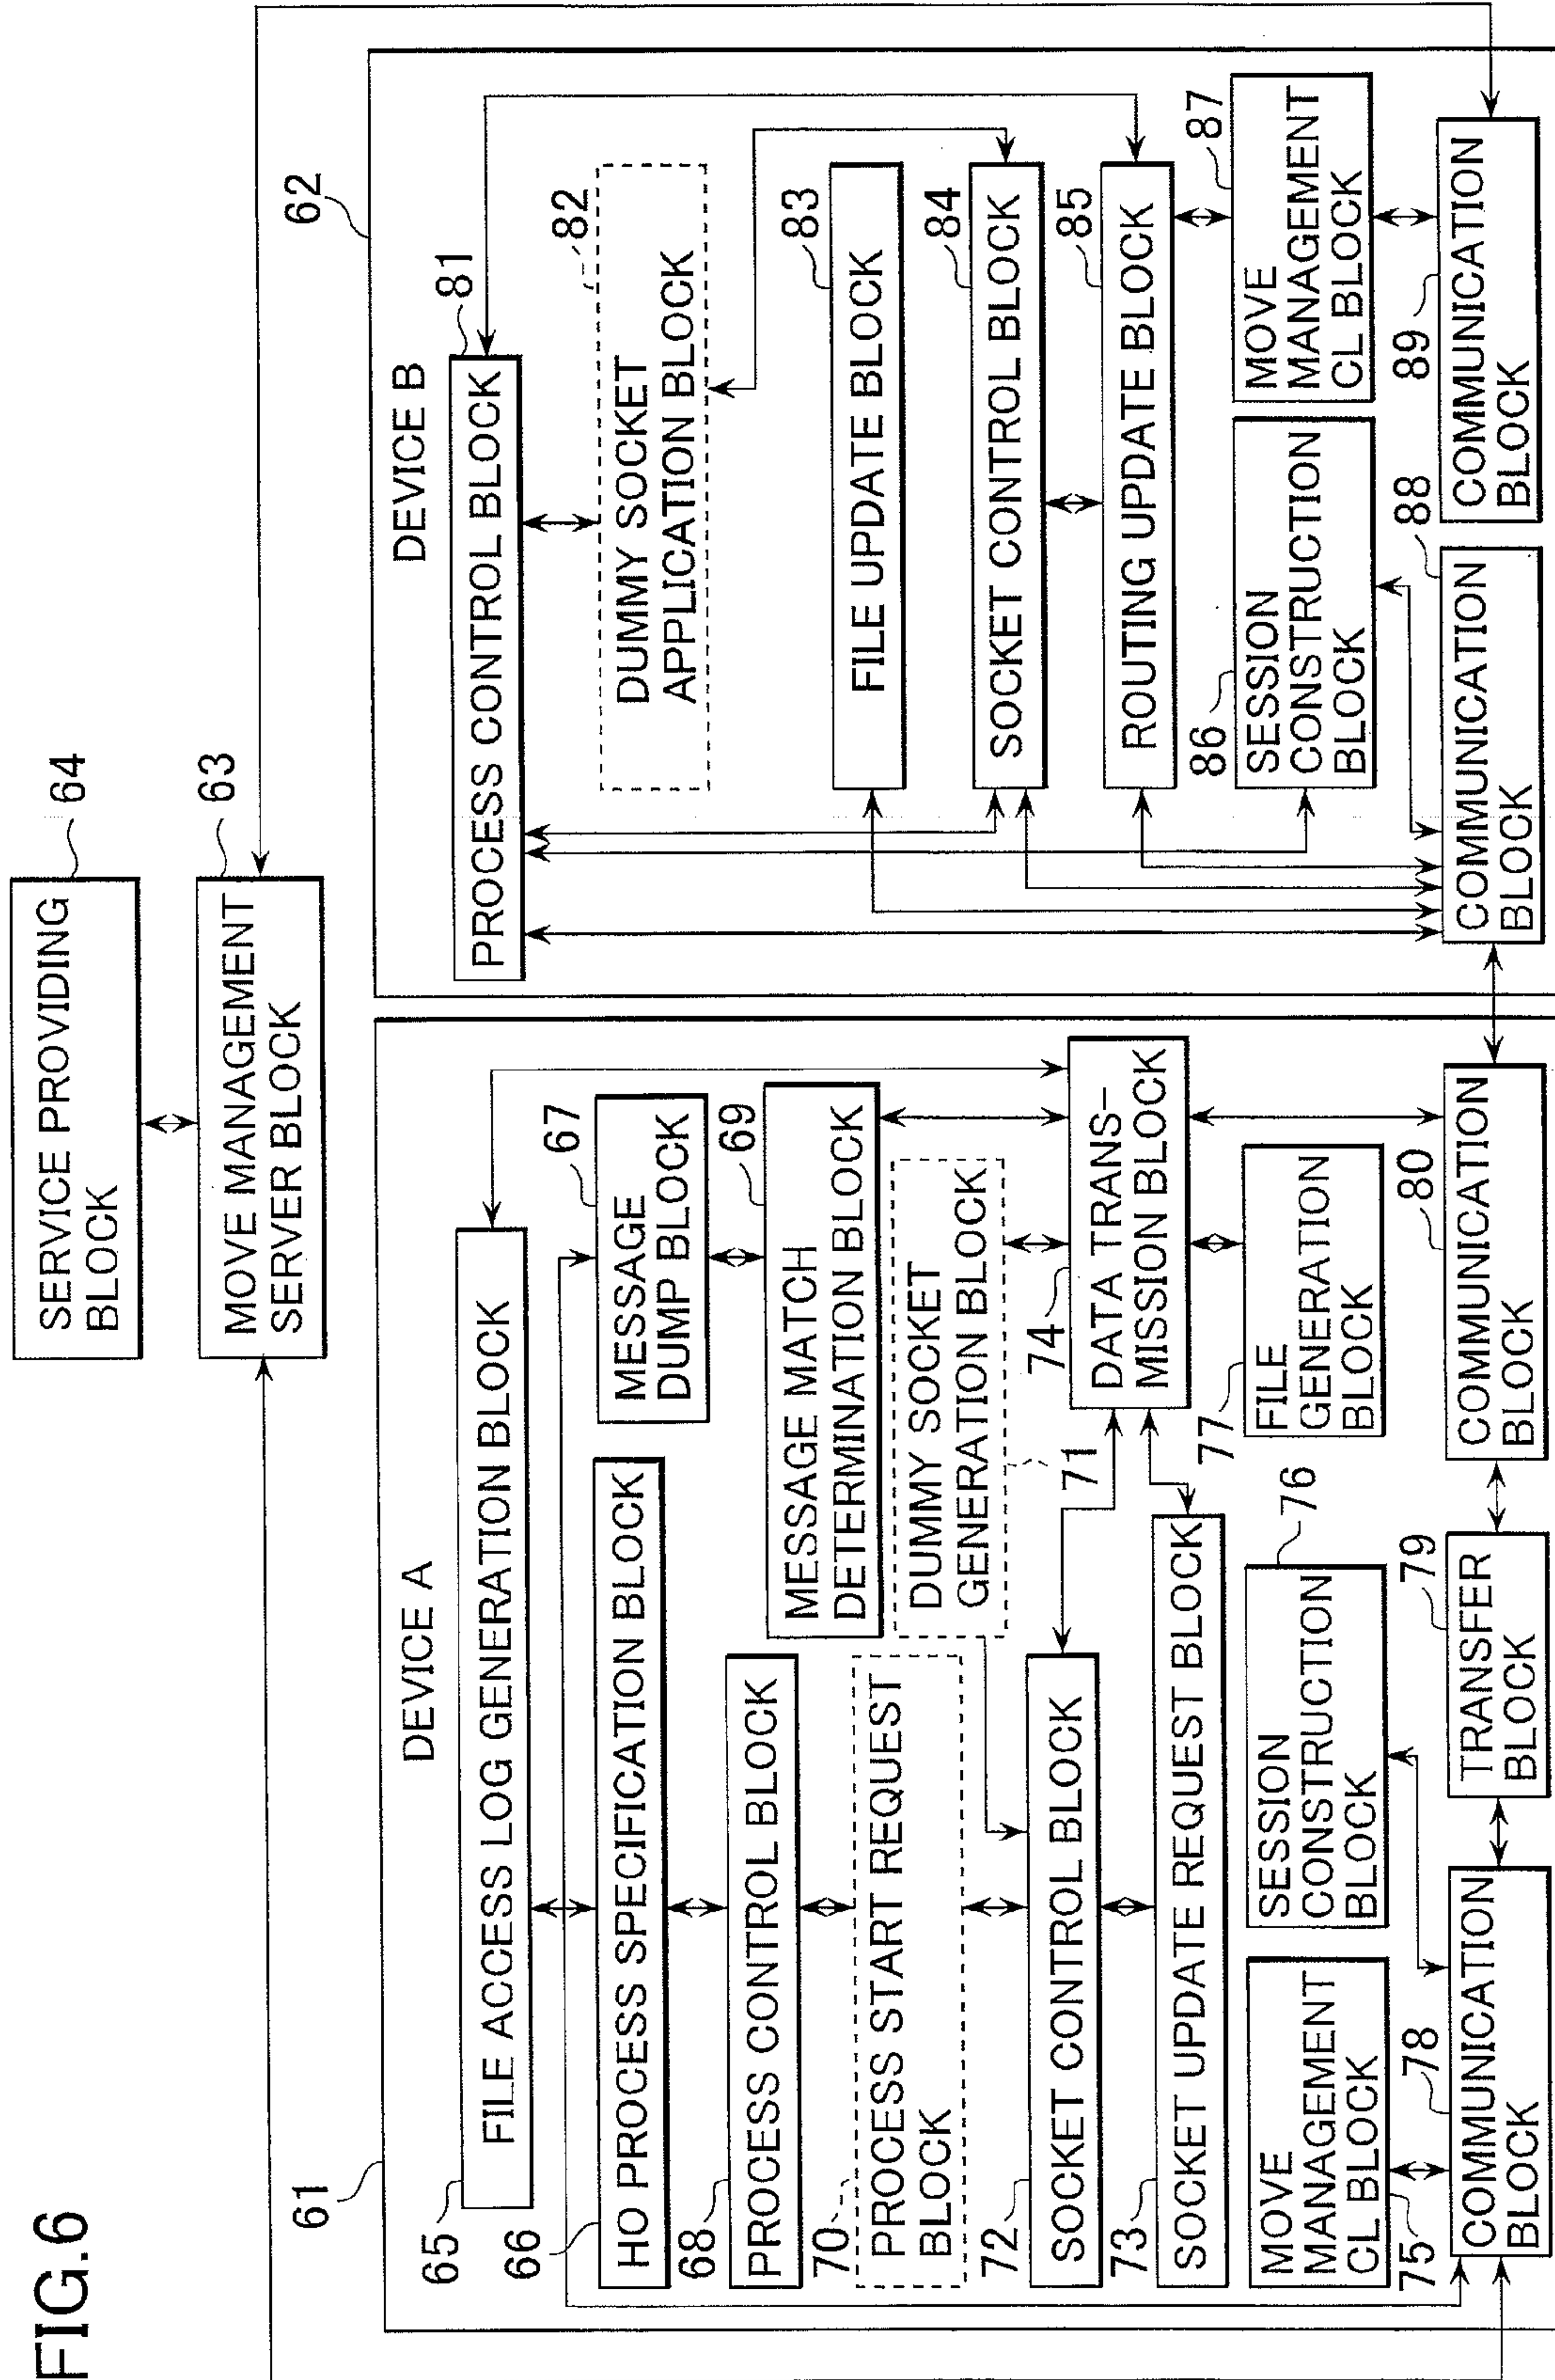 FIG.6
SERVICE PROVIDING
BLOCK
64
MOVE MANAGEMENT
SERVER BLOCK
63
61
DEVICE A
65
FILE ACCESS LOG GENERATION BLOCK
66
HO PROCESS SPECIFICATION BLOCK
MESSAGE
DUMP BLOCK
67
68
PROCESS CONTROL BLOCK
MESSAGE MATCH
DETERMINATION BLOCK
69
70
PROCESS START REQUEST
BLOCK
DUMMY SOCKET
GENERATION BLOCK
71
72
SOCKET CONTROL BLOCK
74
DATA TRANS-
MISSION BLOCK
73
SOCKET UPDATE REQUEST BLOCK
MOVE
MANAGEMENT
CL BLOCK
75
SESSION
CONSTRUCTION
BLOCK
76
77
FILE
GENERATION
BLOCK
78
COMMUNICATION
BLOCK
79
TRANSFER
BLOCK
80
COMMUNICATION
BLOCK
62
DEVICE B
81
PROCESS CONTROL BLOCK
82
DUMMY SOCKET
APPLICATION BLOCK
83
FILE UPDATE BLOCK
84
SOCKET CONTROL BLOCK
85
ROUTING UPDATE BLOCK
86
SESSION
CONSTRUCTION
BLOCK
87
MOVE
MANAGEMENT
CL BLOCK
88
COMMUNICATION
BLOCK
89
COMMUNICATION
BLOCK